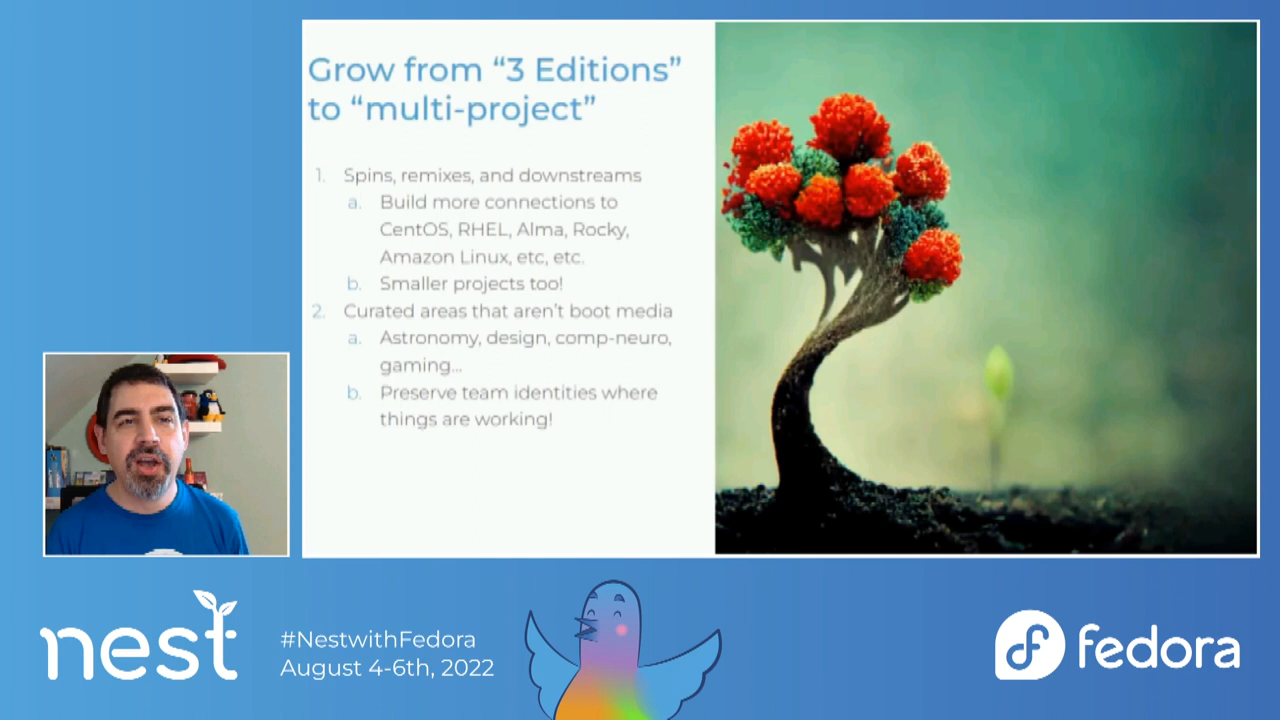 Grow from “3 Editions”
to “multi-project”
1. Spins, remixes, and downstreams
a. Build more connections to
CentOS, RHEL, Alma, Rocky,
Amazon Linux, etc, etc.
b. Smaller projects too!
2. Curated areas that aren’t boot media
a. Astronomy, design, comp-neuro,
gaming...
b. Preserve team identities where
things are working!
nest
#NestwithFedora
August 4-6th, 2022
fedora